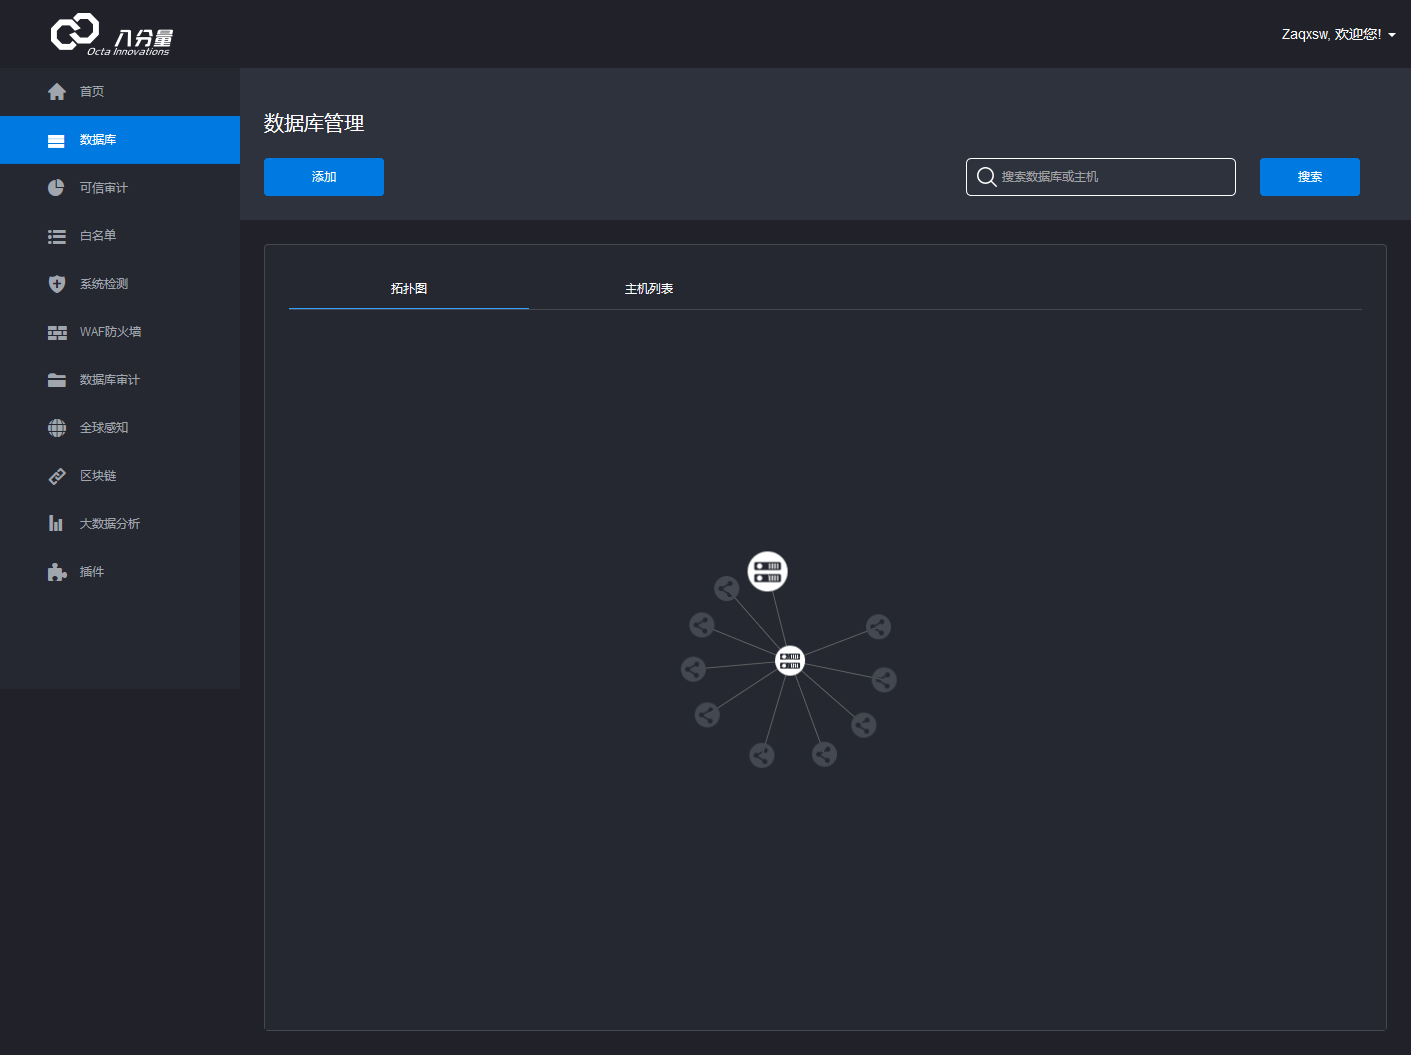 八分量
Octa Innovations
Zaqxsw, 欢迎您!
首页
数据库
可信审计
白名单
系统检测
WAF防火墙
数据库审计
全球感知
区块链
大数据分析
插件
数据库管理
添加
搜索数据库或主机
搜索
拓扑图
主机列表